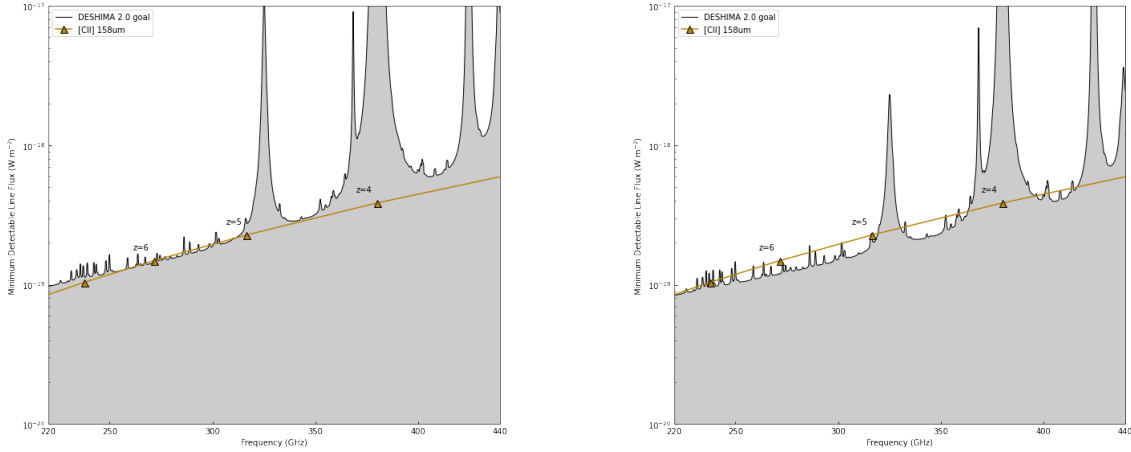 DESHIMA 2.0 goal
[CII] 158um
Minimum Detectable Line Flux (W m⁻²)
10⁻¹⁷
10⁻¹⁸
10⁻¹⁹
10⁻²⁰
z=6
z=5
z=4
220
250
300
350
400
440
Frequency (GHz)
DESHIMA 2.0 goal
[CII] 158um
Minimum Detectable Line Flux (W m⁻²)
10⁻¹⁷
10⁻¹⁸
10⁻¹⁹
10⁻²⁰
z=6
z=5
z=4
220
250
300
350
400
440
Frequency (GHz)